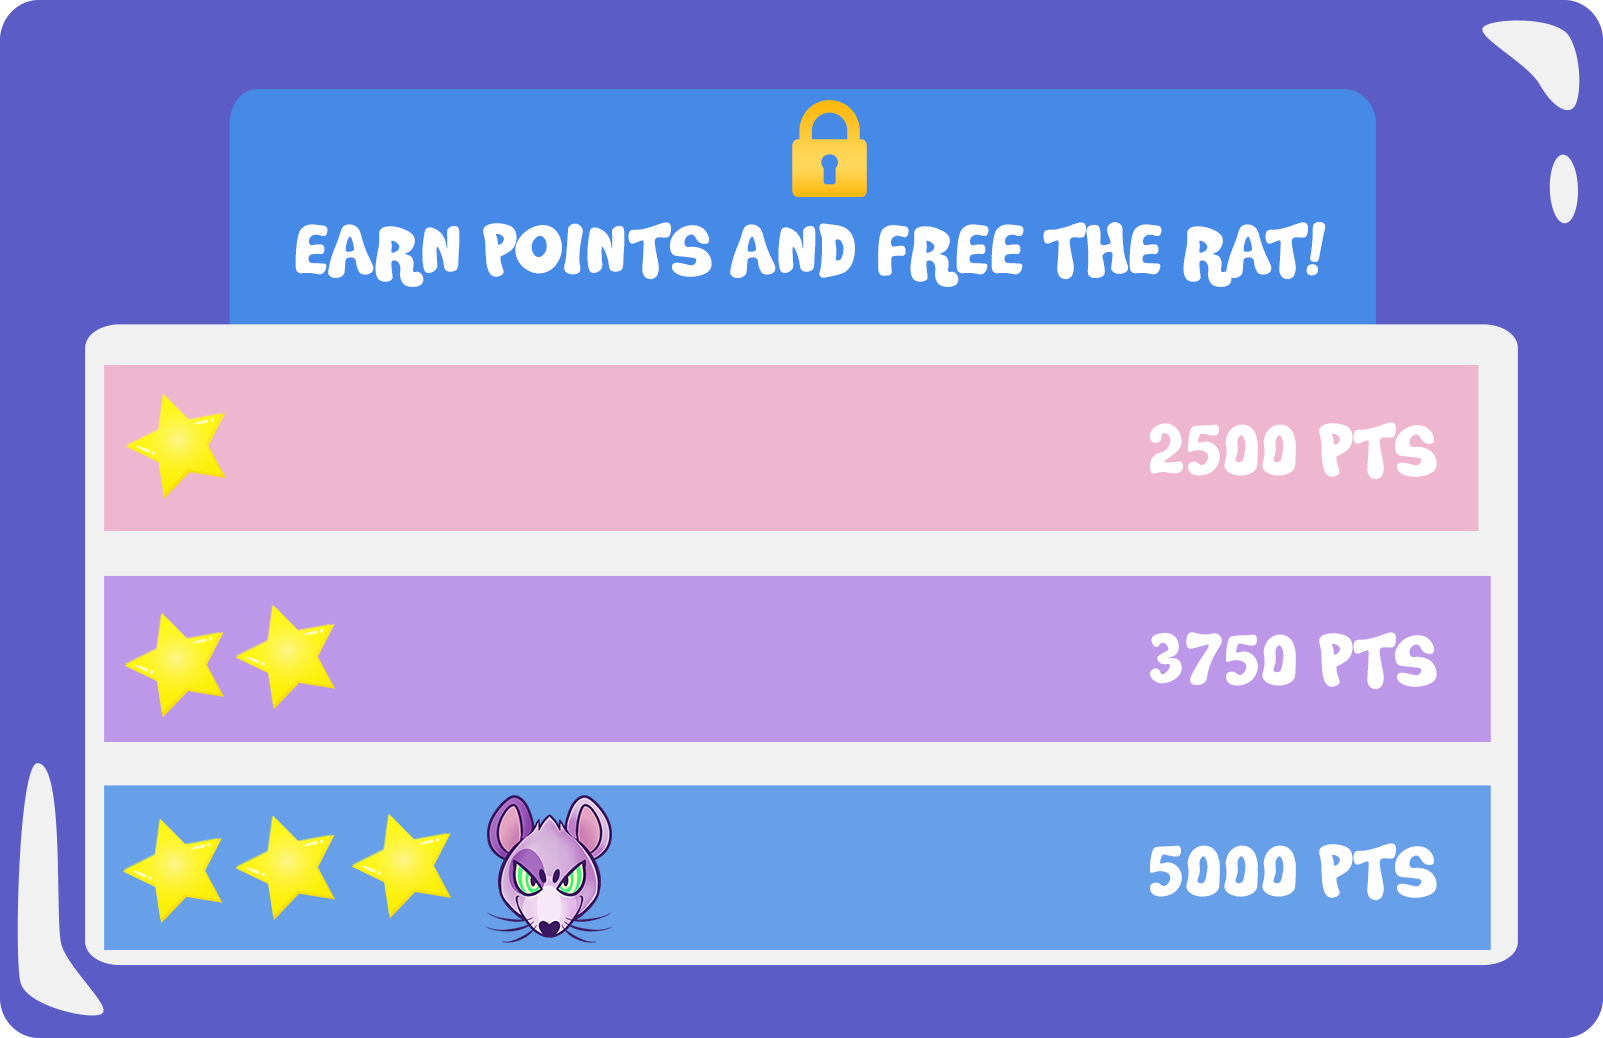 EARN POINTS AND FREE THE RAT!
2500 PTS
3750 PTS
5000 PTS